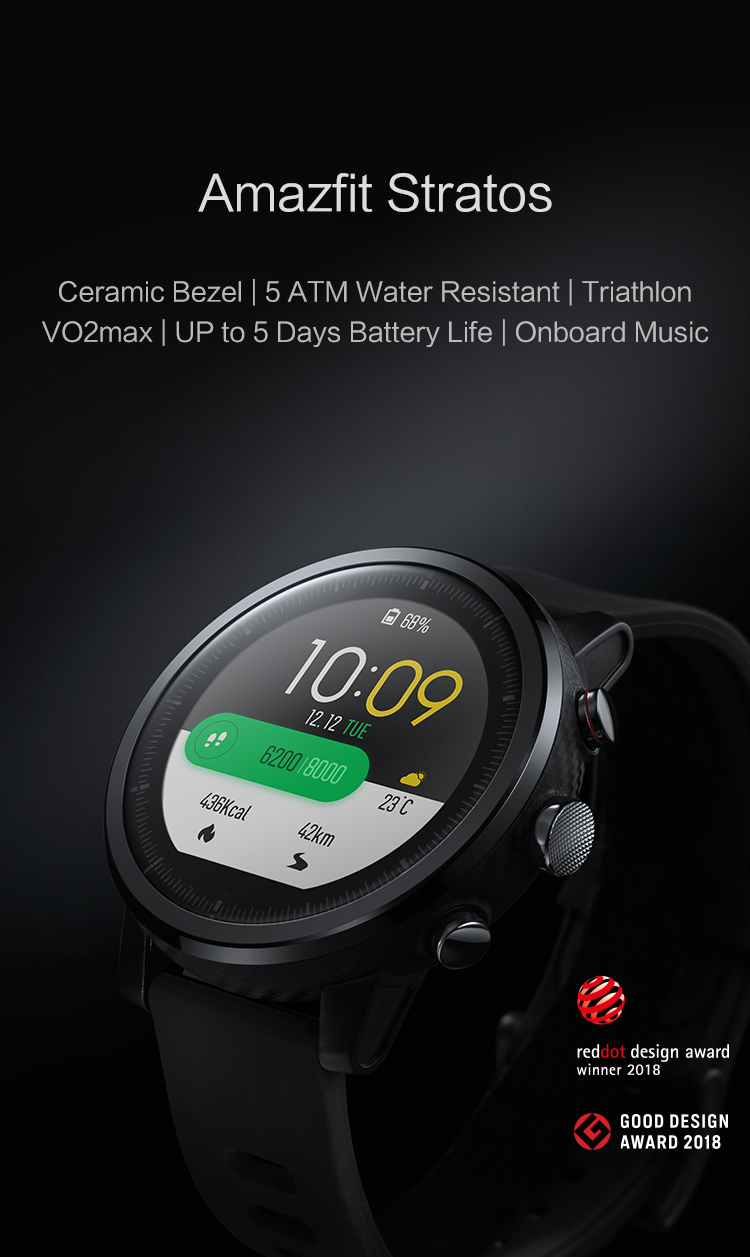 Amazfit Stratos
Ceramic Bezel | 5 ATM Water Resistant | Triathlon
VO2max | UP to 5 Days Battery Life | Onboard Music
68%
10:09
12.12 TUE
6200|8000
23°C
436Kcal
42km
reddot design award
winner 2018
GOOD DESIGN
AWARD 2018